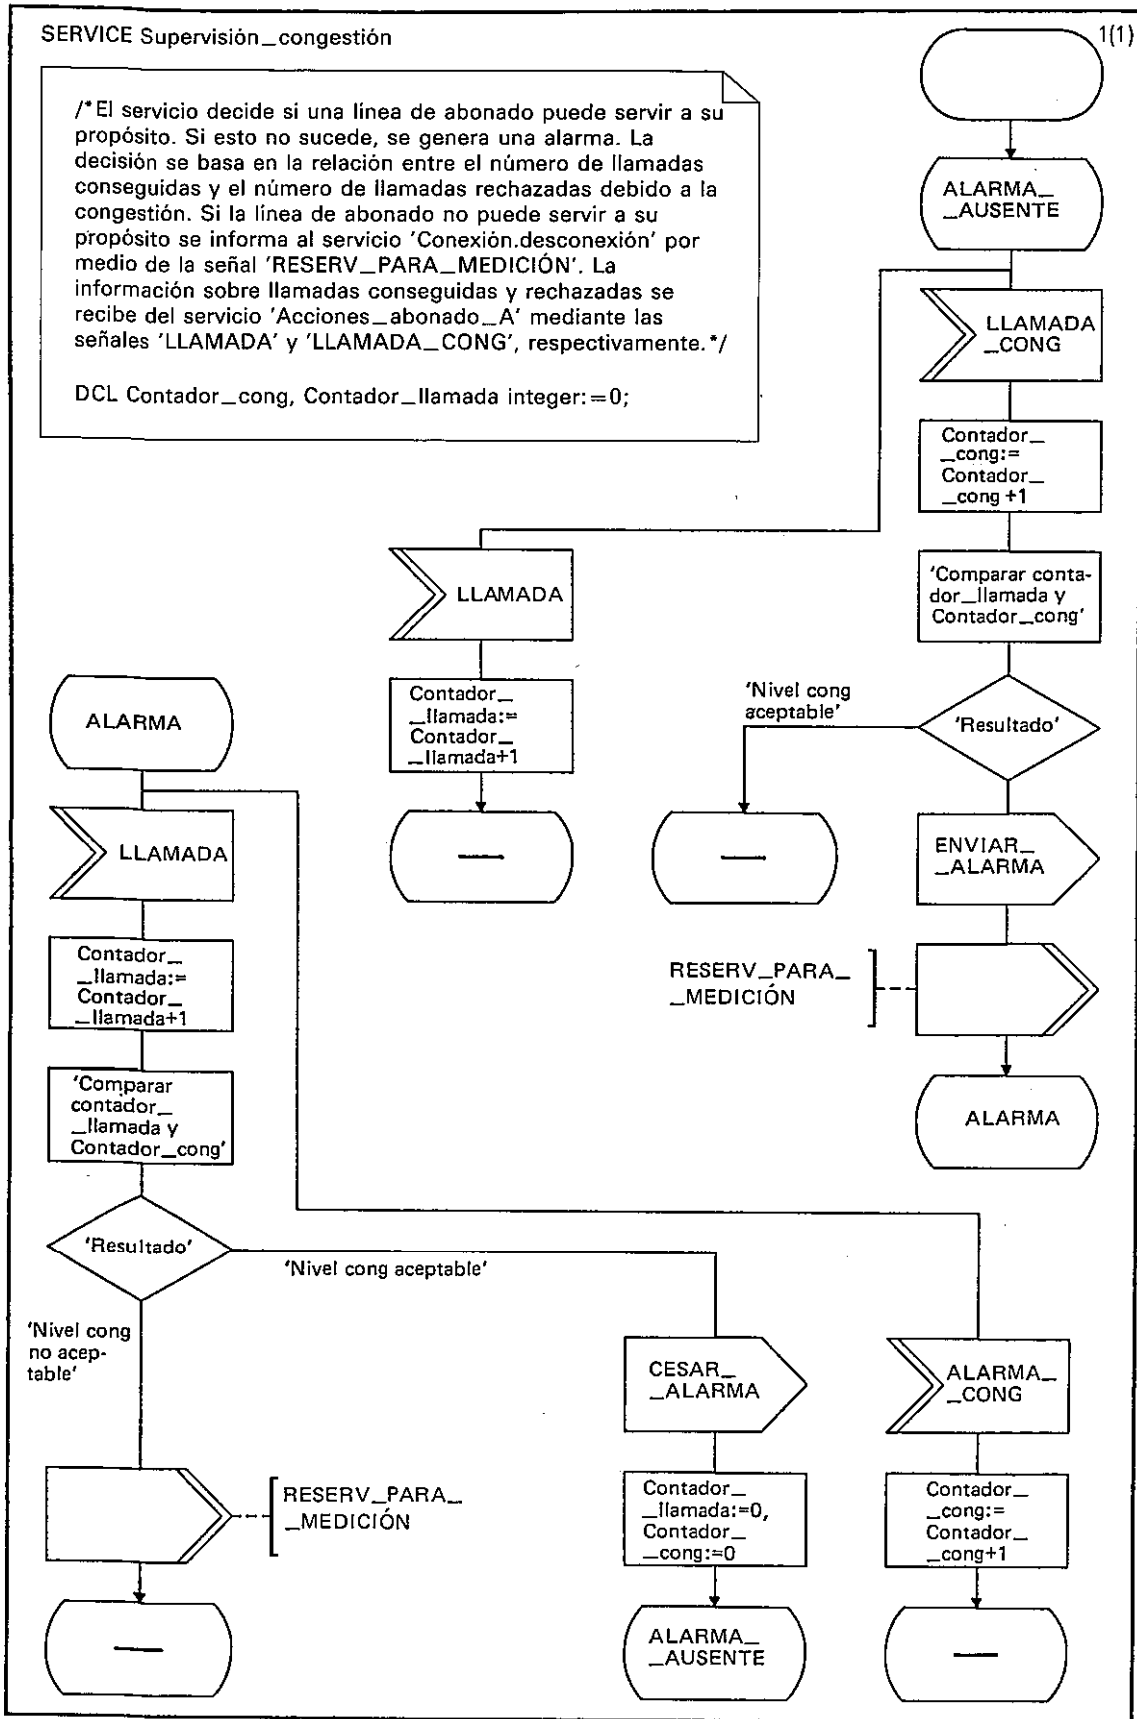 SERVICE Supervisión_congestión
1(1)
/*El servicio decide si una línea de abonado puede servir a su
propósito. Si esto no sucede, se genera una alarma. La
decisión se basa en la relación entre el número de llamadas
conseguidas y el número de llamadas rechazadas debido a la
congestión. Si la línea de abonado no puede servir a su
propósito se informa al servicio 'Conexión.desconexión' por
medio de la señal 'RESERV_PARA_MEDICIÓN'. La
información sobre llamadas conseguidas y rechazadas se
recibe del servicio 'Acciones_abonado_A' mediante las
señales 'LLAMADA' y 'LLAMADA_CONG', respectivamente.*/
DCL Contador_cong, Contador_llamada integer:=0;
ALARMA_
_AUSENTE
LLAMADA
_CONG
Contador_
_cong:=
Contador_
_cong +1
'Comparar conta-
dor_llamada y
Contador_cong'
'Resultado'
'Nivel cong
aceptable'
—
ENVIAR_
_ALARMA
RESERV_PARA_
_MEDICIÓN
ALARMA
LLAMADA
Contador_
_llamada:=
Contador_
_llamada+1
—
ALARMA
LLAMADA
Contador_
_llamada:=
Contador_
_llamada+1
'Comparar
contador_
_llamada y
Contador_cong'
'Resultado'
'Nivel cong aceptable'
'Nivel cong
no acep-
table'
RESERV_PARA_
_MEDICIÓN
—
CESAR_
_ALARMA
Contador_
_llamada:=0,
Contador_
_cong:=0
ALARMA_
_AUSENTE
ALARMA_
_CONG
Contador_
_cong:=
Contador_
_cong+1
—